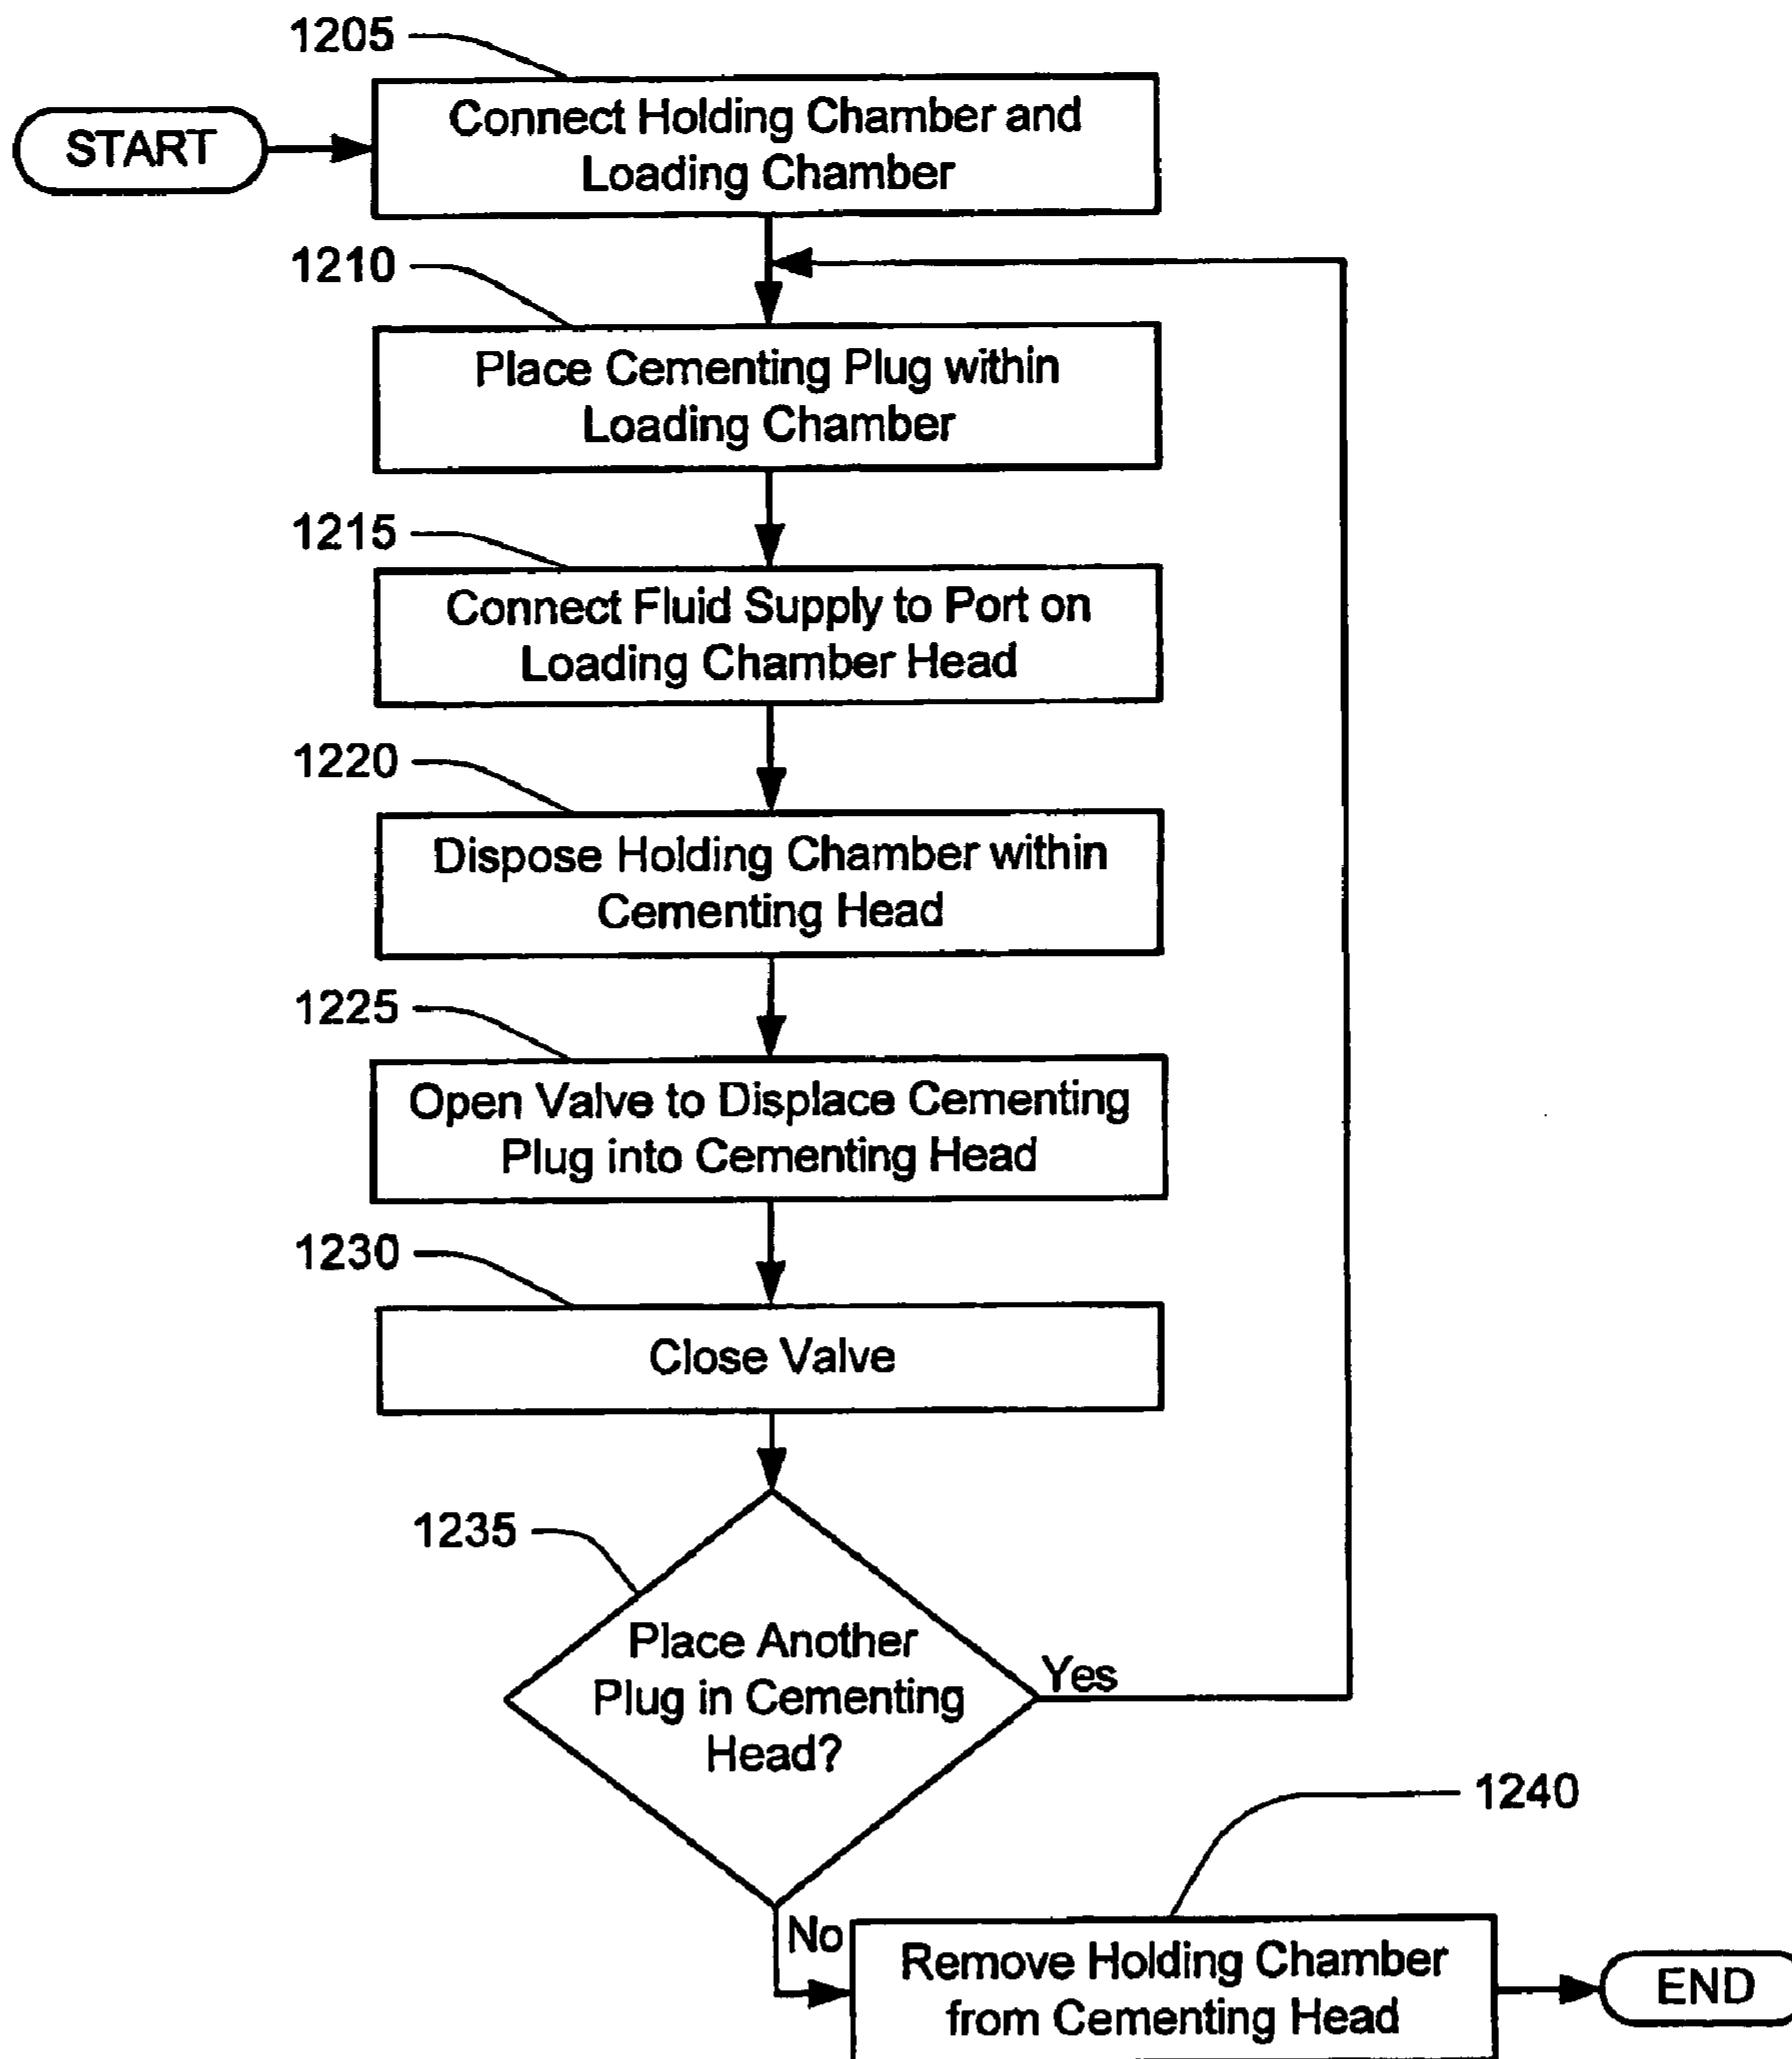 1205
START
Connect Holding Chamber and
Loading Chamber
1210
Place Cementing Plug within
Loading Chamber
1215
Connect Fluid Supply to Port on
Loading Chamber Head
1220
Dispose Holding Chamber within
Cementing Head
1225
Open Valve to Displace Cementing
Plug into Cementing Head
1230
Close Valve
1235
Place Another
Plug in Cementing
Head?
Yes
1240
No
Remove Holding Chamber
from Cementing Head
END